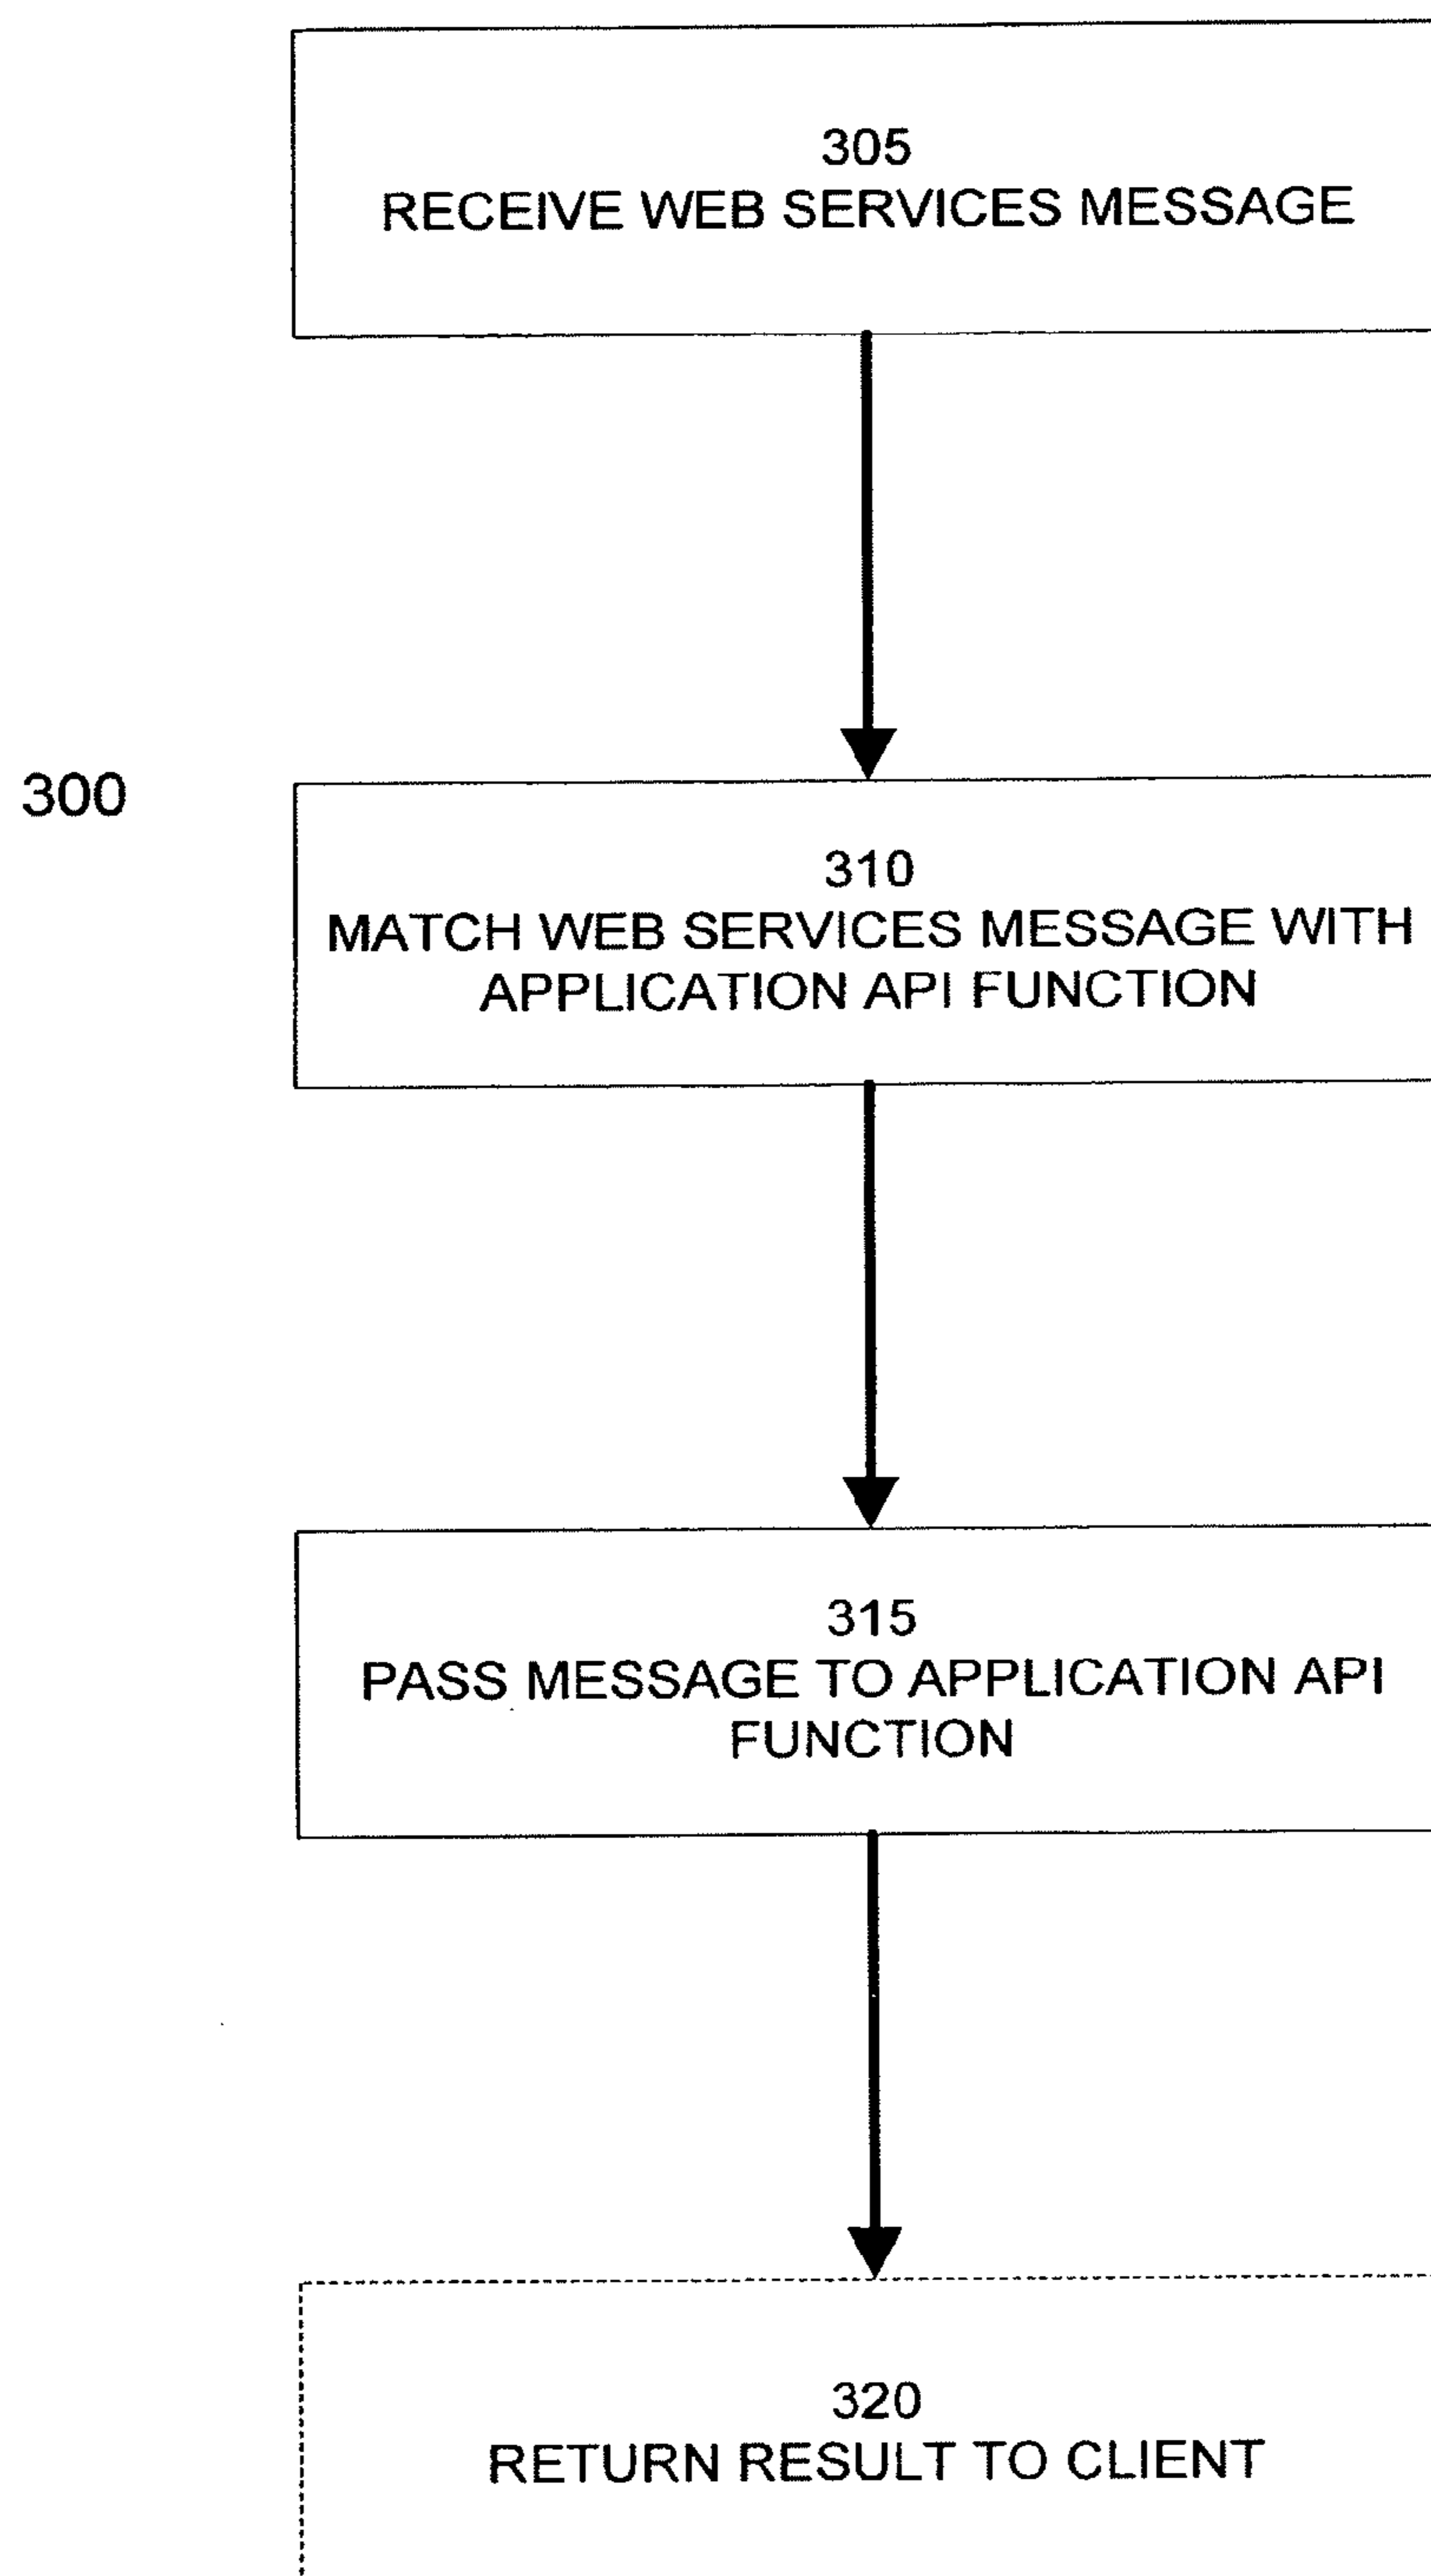 305
RECEIVE WEB SERVICES MESSAGE
300
310
MATCH WEB SERVICES MESSAGE WITH
APPLICATION API FUNCTION
315
PASS MESSAGE TO APPLICATION API
FUNCTION
320
RETURN RESULT TO CLIENT